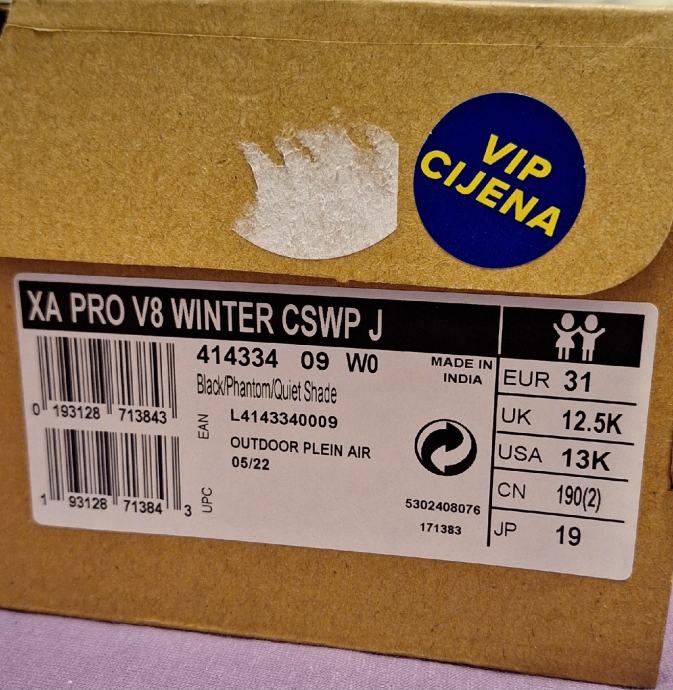 VIP
CIJENA
XA PRO V8 WINTER CSWP J
414334 09 W0
Black/Phantom/Quiet Shade
MADE IN
INDIA
0 193128 713843
EAN
L4143340009
OUTDOOR PLEIN AIR
05/22
1 93128 71384 3
UPC
5302408076
171383
EUR 31
UK 12.5K
USA 13K
CN 190(2)
JP 19